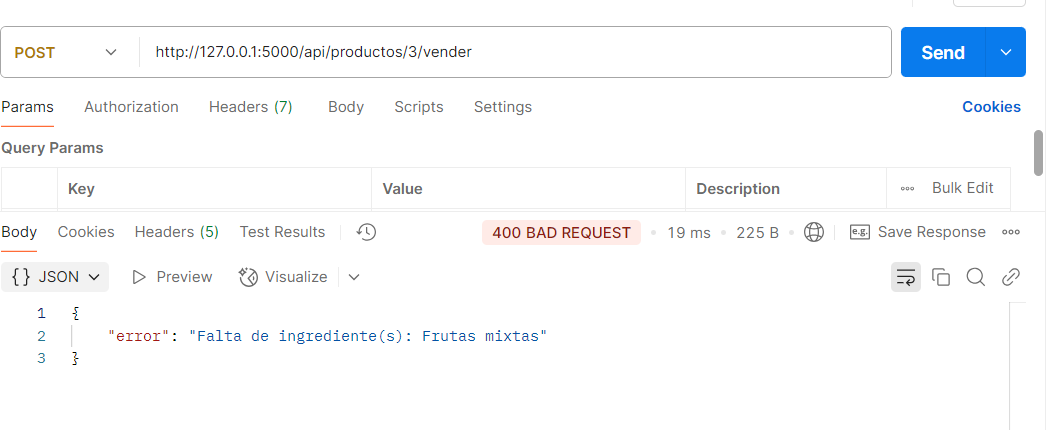 POST http://127.0.0.1:5000/api/productos/3/vender Send
Params Authorization Headers (7) Body Scripts Settings Cookies
Query Params
Key Value Description Bulk Edit
Body Cookies Headers (5) Test Results 400 BAD REQUEST 19 ms 225 B e.g. Save Response
{} JSON Preview Visualize
1 {
2 "error": "Falta de ingrediente(s): Frutas mixtas"
3 }